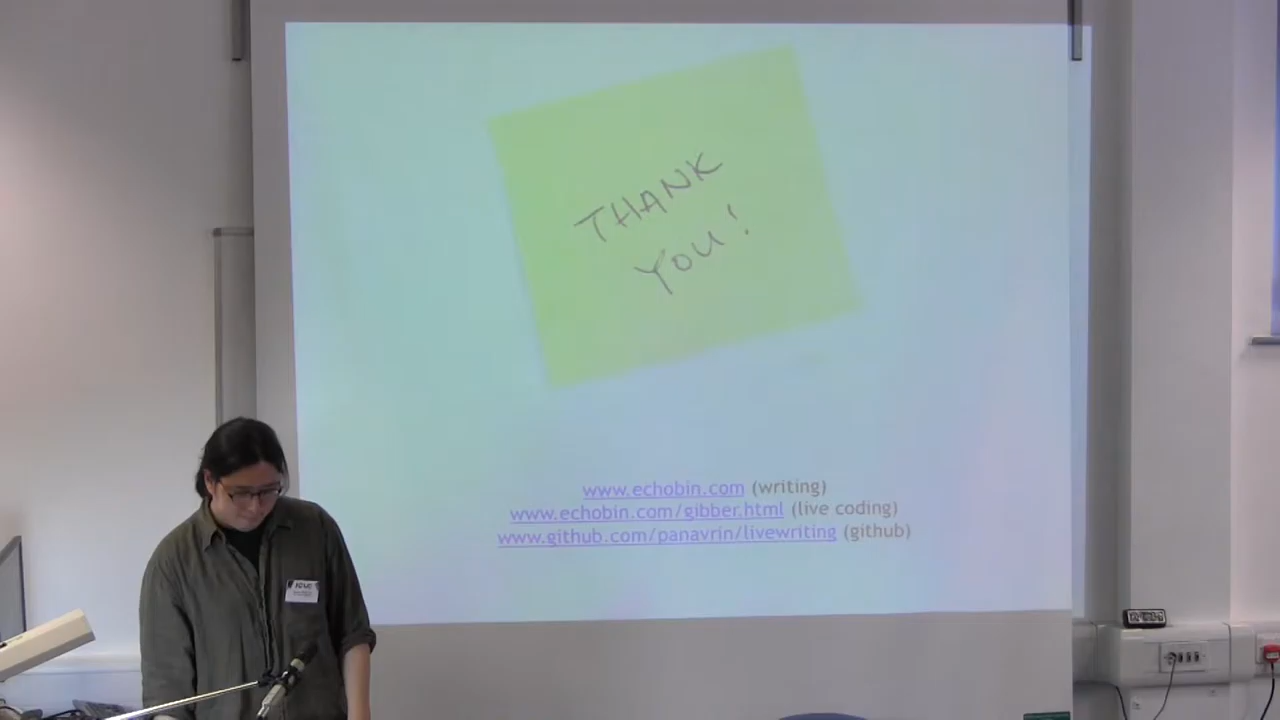 THANK
YOU!
www.echobin.com (writing)
www.echobin.com/gibber.html (live coding)
www.github.com/panavrin/livewriting (github)